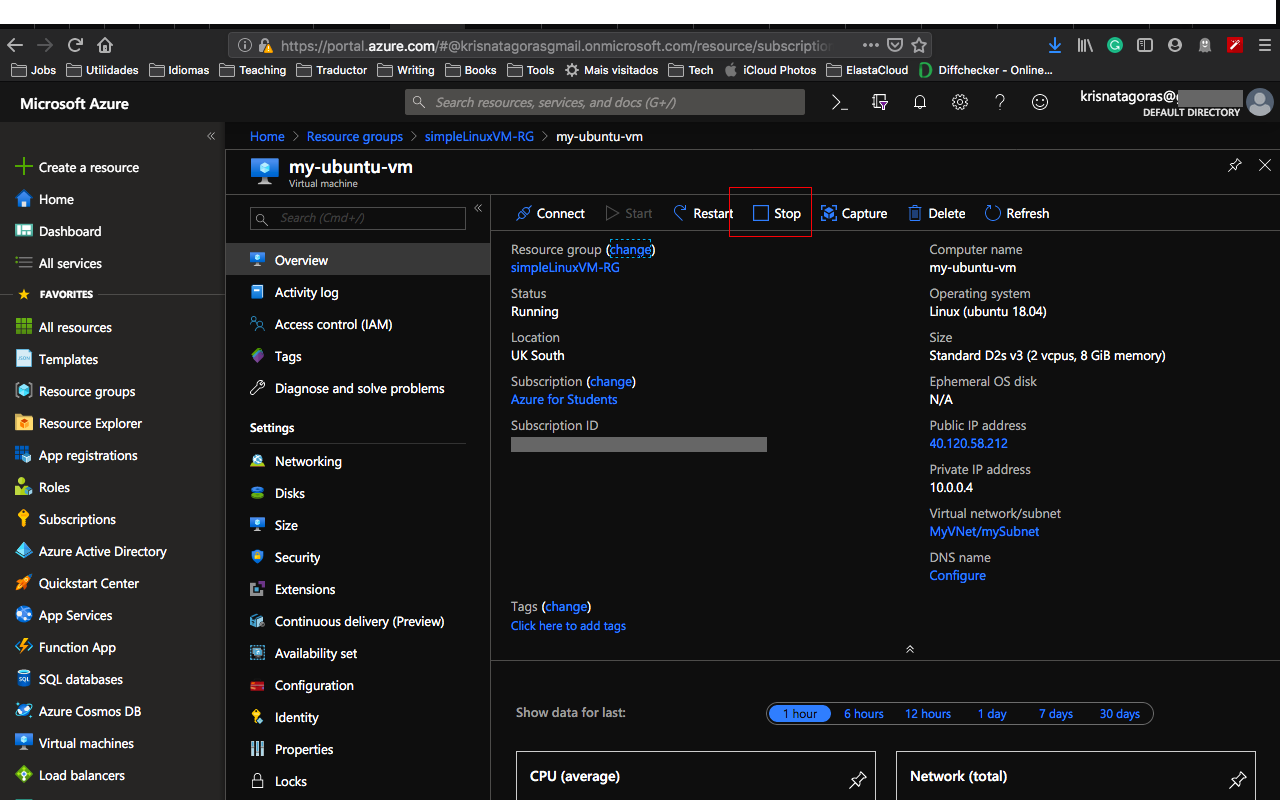 https://portal.azure.com/#@krisnatagorasgmail.onmicrosoft.com/resource/subscription
Jobs Utilidades Idiomas Teaching Traductor Writing Books Tools Mais visitados Tech iCloud Photos ElastaCloud Diffchecker - Online...
Microsoft Azure
Search resources, services, and docs (G+/)
krisnatagoras@
DEFAULT DIRECTORY
Home > Resource groups > simpleLinuxVM-RG > my-ubuntu-vm
my-ubuntu-vm
Virtual machine
Create a resource
Home
Dashboard
All services
FAVORITES
All resources
Templates
Resource groups
Resource Explorer
App registrations
Roles
Subscriptions
Azure Active Directory
Quickstart Center
App Services
Function App
SQL databases
Azure Cosmos DB
Virtual machines
Load balancers
Search (Cmd+/)
Overview
Activity log
Access control (IAM)
Tags
Diagnose and solve problems
Settings
Networking
Disks
Size
Security
Extensions
Continuous delivery (Preview)
Availability set
Configuration
Identity
Properties
Locks
Connect Start Restart Stop Capture Delete Refresh
Resource group (change)
simpleLinuxVM-RG
Status
Running
Location
UK South
Subscription (change)
Azure for Students
Subscription ID
Computer name
my-ubuntu-vm
Operating system
Linux (ubuntu 18.04)
Size
Standard D2s v3 (2 vcpus, 8 GiB memory)
Ephemeral OS disk
N/A
Public IP address
40.120.58.212
Private IP address
10.0.0.4
Virtual network/subnet
MyVNet/mySubnet
DNS name
Configure
Tags (change)
Click here to add tags
Show data for last: 1 hour 6 hours 12 hours 1 day 7 days 30 days
CPU (average)
Network (total)